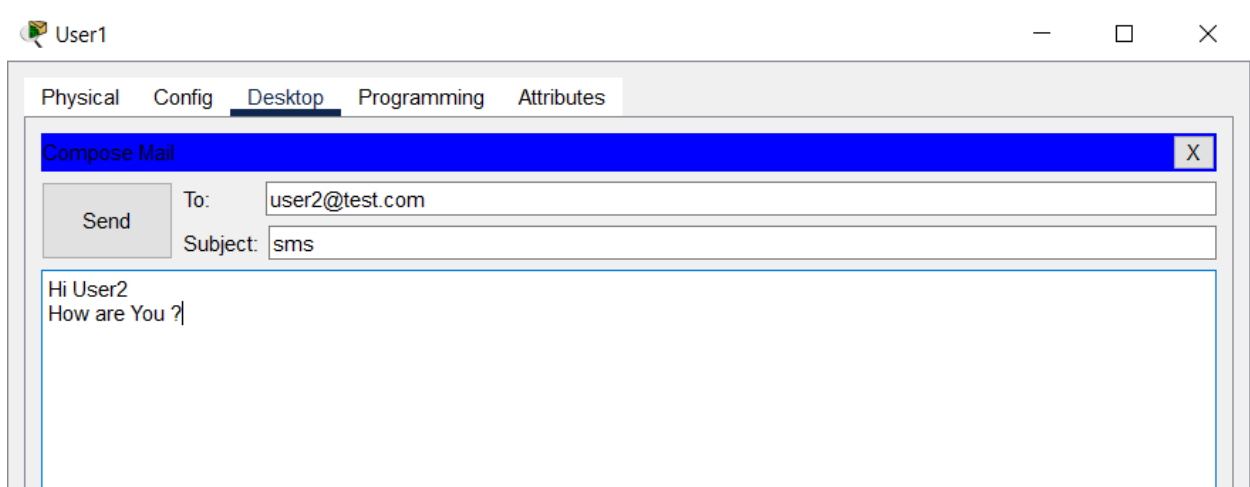 User1
Physical Config Desktop Programming Attributes
Compose Mail X
Send
To: user2@test.com
Subject: sms
Hi User2
How are You ?